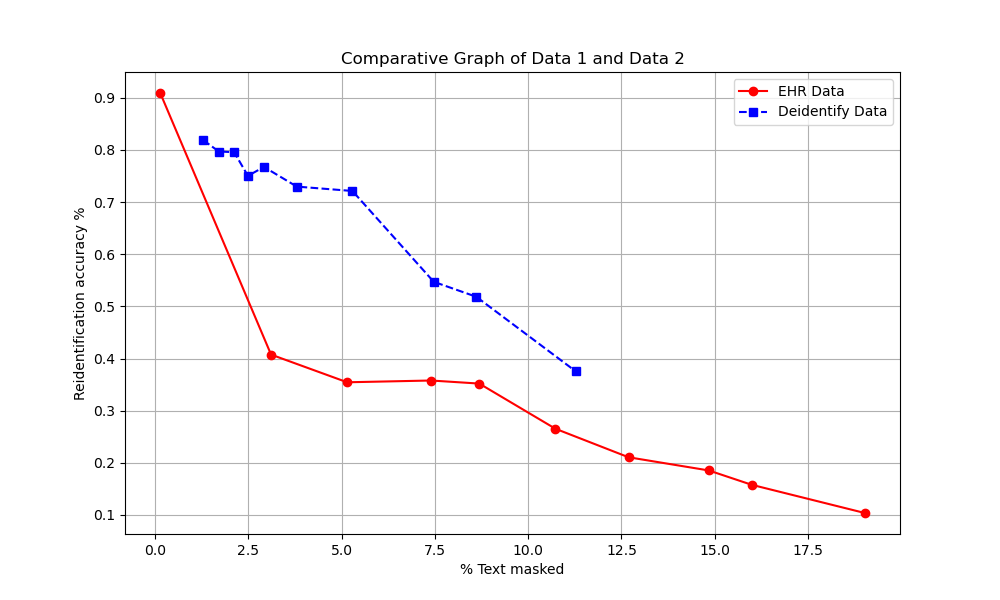 Comparative Graph of Data 1 and Data 2
EHR Data
Deidentify Data
Reidentification accuracy %
0.9
0.8
0.7
0.6
0.5
0.4
0.3
0.2
0.1
0.0 2.5 5.0 7.5 10.0 12.5 15.0 17.5
% Text masked